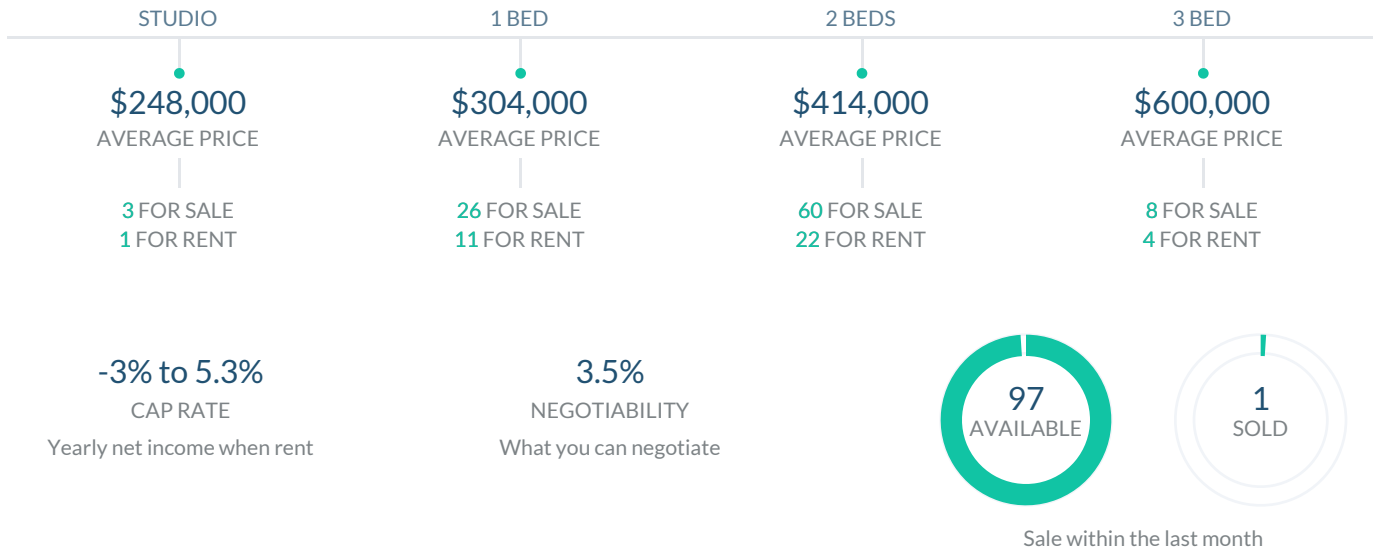 STUDIO
$248,000
AVERAGE PRICE
3 FOR SALE
1 FOR RENT
1 BED
$304,000
AVERAGE PRICE
26 FOR SALE
11 FOR RENT
2 BEDS
$414,000
AVERAGE PRICE
60 FOR SALE
22 FOR RENT
3 BED
$600,000
AVERAGE PRICE
8 FOR SALE
4 FOR RENT
-3% to 5.3%
CAP RATE
Yearly net income when rent
3.5%
NEGOTIABILITY
What you can negotiate
97
AVAILABLE
1
SOLD
Sale within the last month